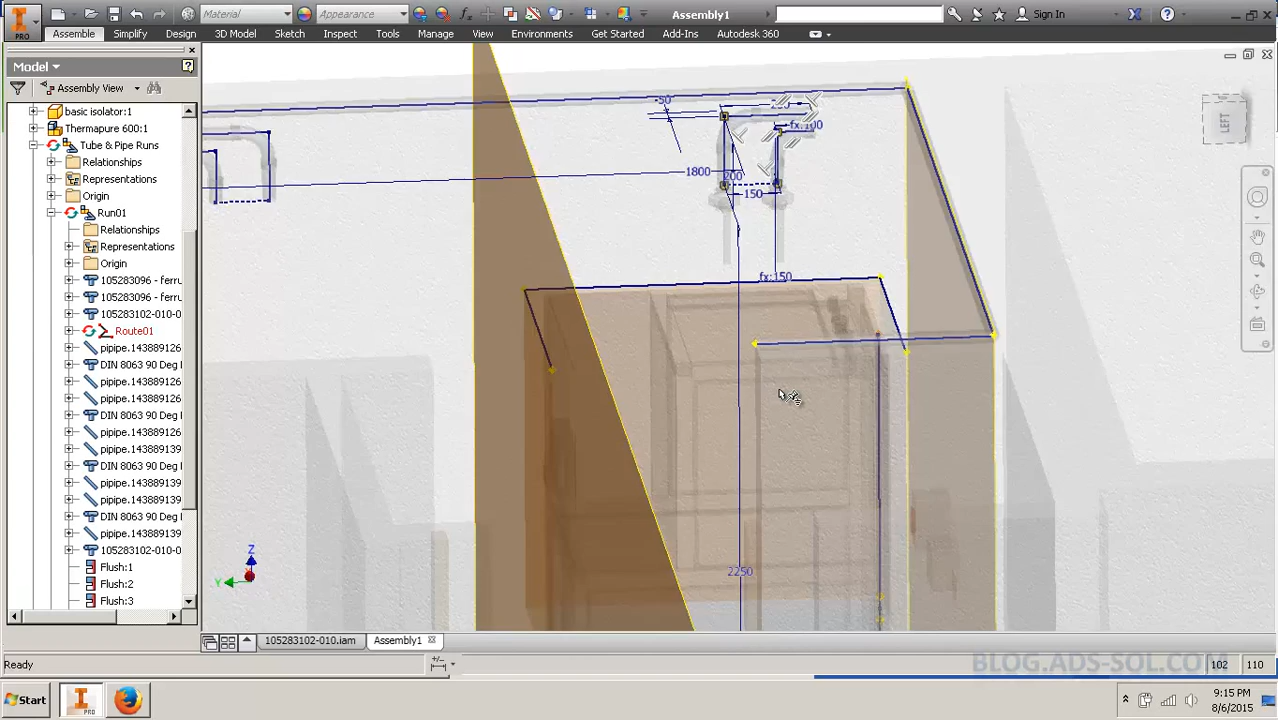 Material
Appearance
Assembly1
Sign In
PRO
Assemble Simplify Design 3D Model Sketch Inspect Tools Manage View Environments Get Started Add-Ins Autodesk 360
Model
Assembly View
basic isolator:1
Thermapure 600:1
Tube & Pipe Runs
Relationships
Representations
Origin
Run01
Relationships
Representations
Origin
105283096 - ferru
105283096 - ferru
105283102-010-0
Route01
pipipe.143889126
DIN 8063 90 Deg
pipipe.143889126
pipipe.143889126
DIN 8063 90 Deg
pipipe.143889126
pipipe.143889139
DIN 8063 90 Deg
pipipe.143889139
pipipe.143889139
DIN 8063 90 Deg
pipipe.143889139
105283102-010-0
Flush:1
Flush:2
Flush:3
-50
fx:100
1800
200
150
fx:150
2250
LEFT
Z
Y
105283102-010.iam
Assembly1
Ready
BLOG.ADS-SOL.COM
102 110
Start
9:15 PM
8/6/2015